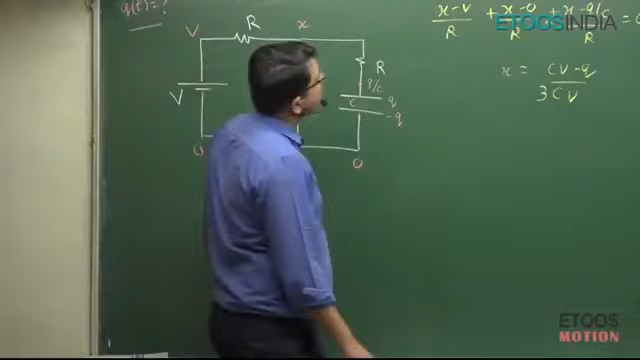 q(t)=?
x-V/R + x-0/R + x-q/C/R = 0
ETOOSINDIA
V R x
x = CV-q/3CV
R
V q/C
C q
-q
0 0
ETOOS
MOTION